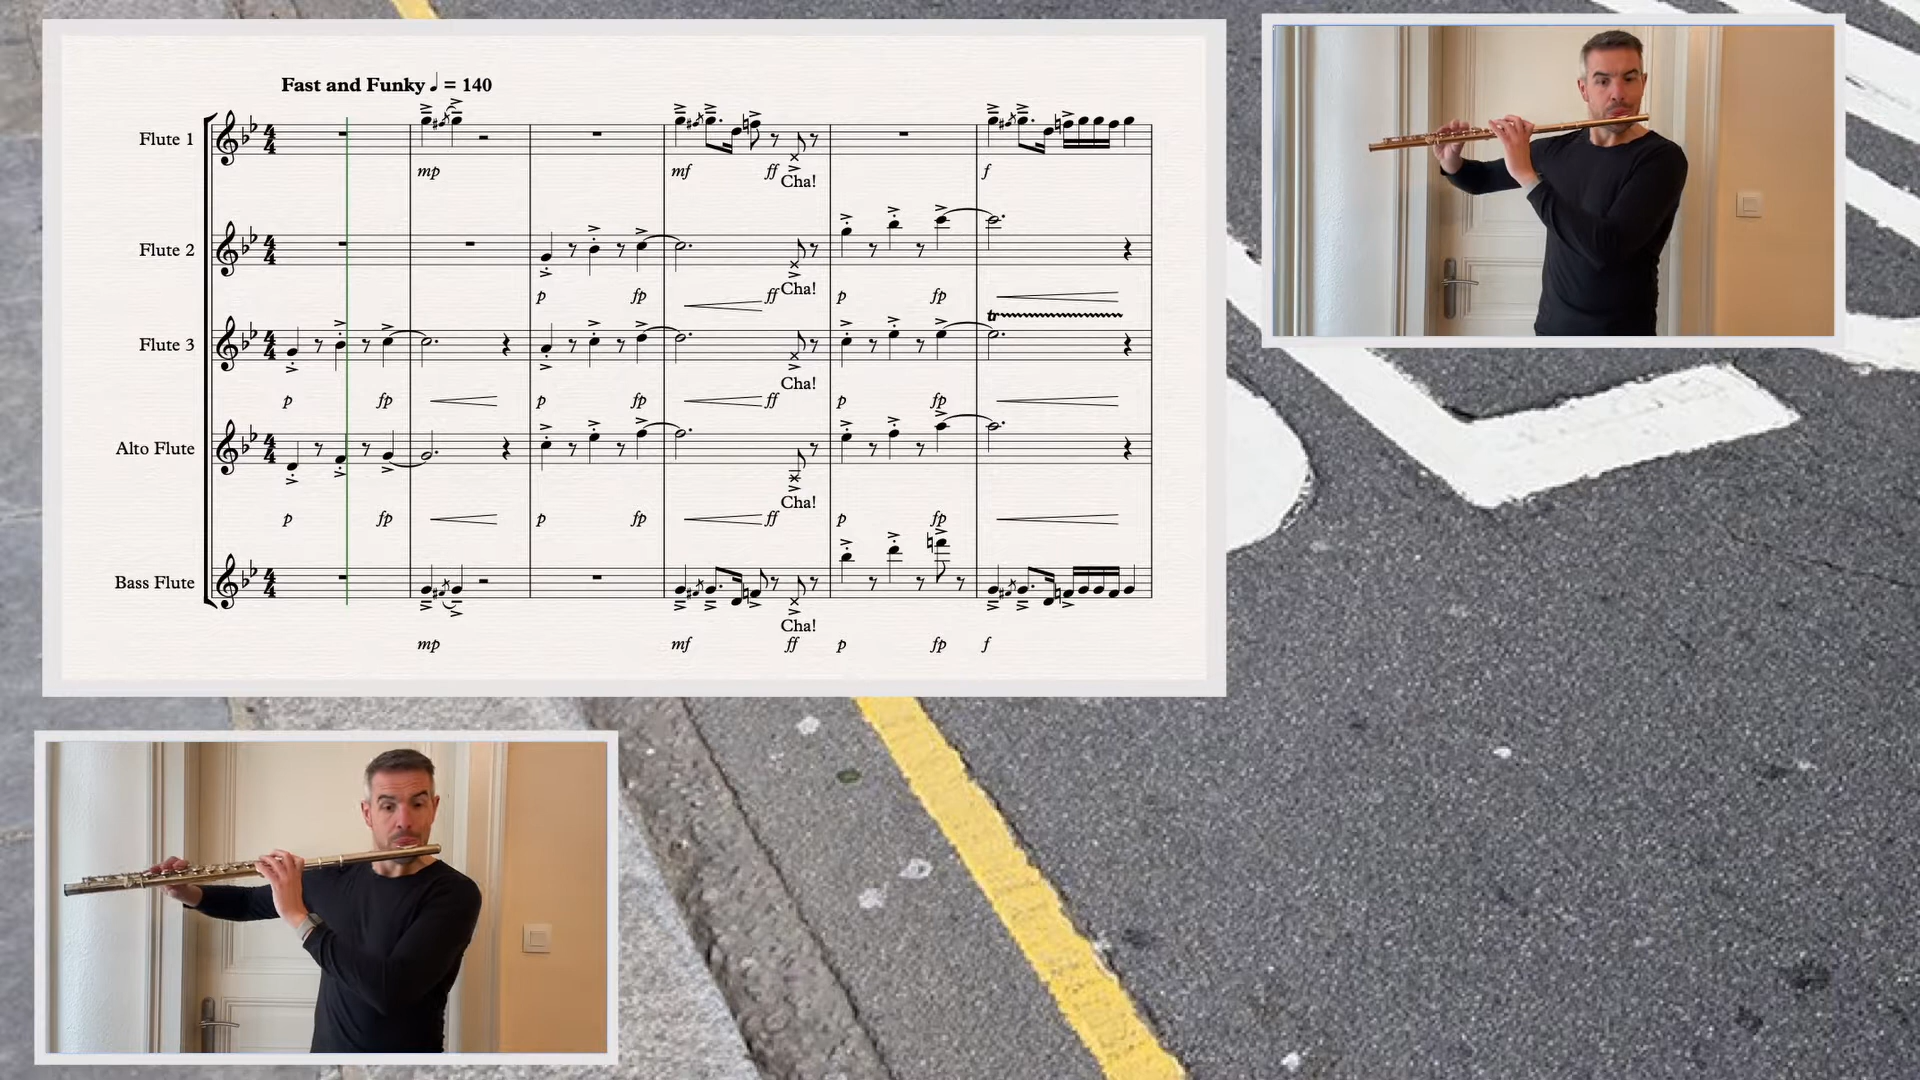 Fast and Funky ♩ = 140
Flute 1
mp mf ff f
Cha!
Flute 2
Cha!
p fp ff p fp
tr
Flute 3
Cha!
p fp p fp ff p fp
Alto Flute
Cha!
p fp p fp ff p fp
Bass Flute
Cha!
mp mf ff p fp f